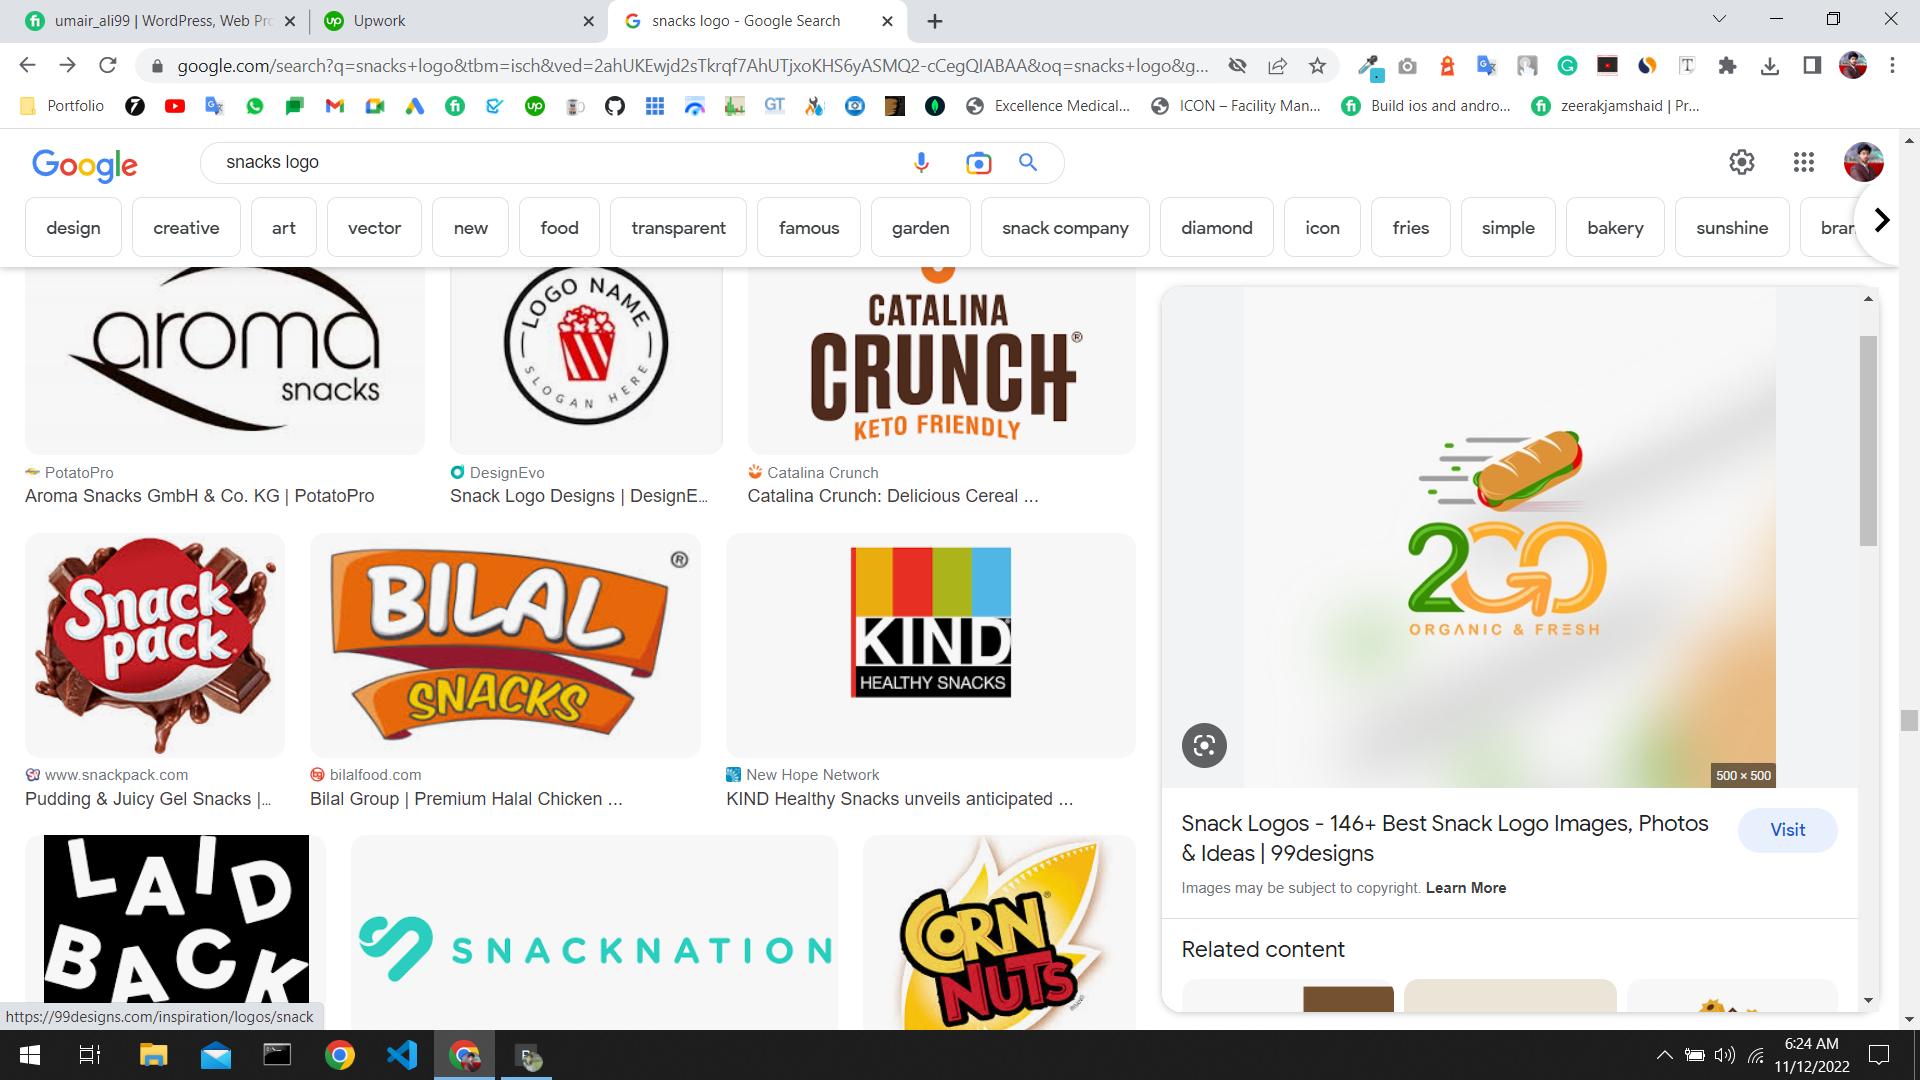 umair_ali99 | WordPress, Web Pro
Upwork
snacks logo - Google Search
google.com/search?q=snacks+logo&tbm=isch&ved=2ahUKEwjd2sTkrqf7AhUTjxoKHS6yASMQ2-cCegQIABAA&oq=snacks+logo&g...
Portfolio
Excellence Medical...
ICON – Facility Man...
Build ios and andro...
zeerakjamshaid | Pr...
Google
snacks logo
design
creative
art
vector
new
food
transparent
famous
garden
snack company
diamond
icon
fries
simple
bakery
sunshine
aroma
snacks
LOGO NAME
SLOGAN HERE
CATALINA
CRUNCH®
KETO FRIENDLY
PotatoPro
Aroma Snacks GmbH & Co. KG | PotatoPro
DesignEvo
Snack Logo Designs | DesignE...
Catalina Crunch
Catalina Crunch: Delicious Cereal ...
Snack
pack
BILAL ®
SNACKS
KIND
HEALTHY SNACKS
www.snackpack.com
Pudding & Juicy Gel Snacks |...
bilalfood.com
Bilal Group | Premium Halal Chicken ...
New Hope Network
KIND Healthy Snacks unveils anticipated ...
LAID
BACK
SNACKNATION
CORN
NUTS
2GO
ORGANIC & FRESH
500 × 500
Snack Logos - 146+ Best Snack Logo Images, Photos
& Ideas | 99designs
Visit
Images may be subject to copyright. Learn More
Related content
https://99designs.com/inspiration/logos/snack
6:24 AM
11/12/2022